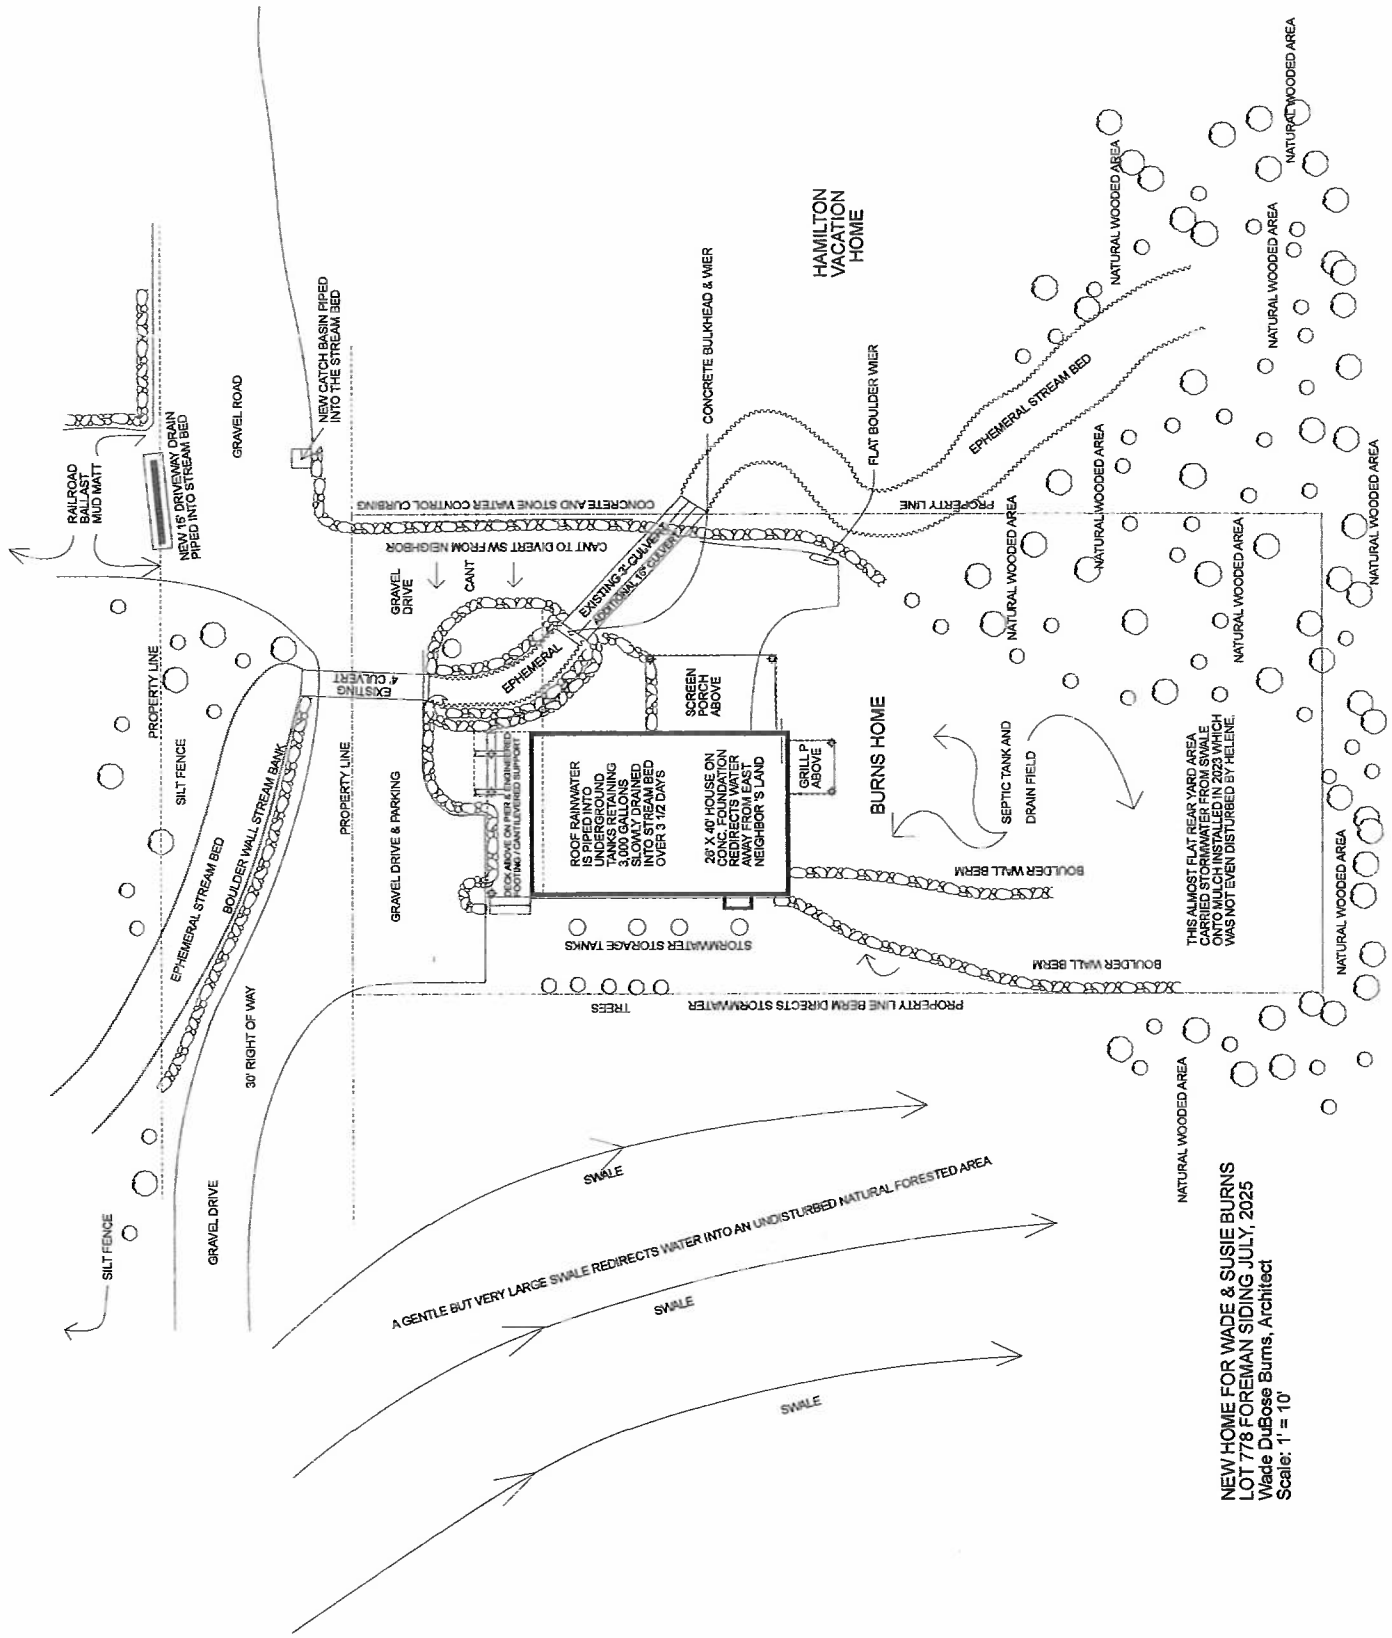 RAILROAD
BALLAST
MUD MATT
NEW 15' DRIVEWAY DRAIN
PIPED INTO STREAM BED
GRAVEL ROAD
NEW CATCH BASIN PIPED
INTO THE STREAM BED
PROPERTY LINE
SILT FENCE
EPHEMERAL STREAM BED
BOULDER WALL STREAM BANK
30' RIGHT OF WAY
GRAVEL DRIVE
SILT FENCE
EXISTING
4' CULVERT
PROPERTY LINE
GRAVEL DRIVE & PARKING
GRAVEL
DRIVE
CANT
CANT TO DIVERT SW FROM NEIGHBOR
CONCRETE AND STONE WATER CONTROL CURBING
EPHEMERAL
EXISTING 3' CULVERT
ADDITIONAL 15" CULVERT
CONCRETE BULKHEAD & WIER
FLAT BOULDER WIER
HAMILTON
VACATION
HOME
EPHEMERAL STREAM BED
PROPERTY LINE
DECK ABOVE ON PIER & ENGINEERED
FOOTING / CANTILEVERED SUPPORT
ROOF RAINWATER
IS PIPED INTO
UNDERGROUND
TANKS RETAINING
3,000 GALLONS
SLOWLY DRAINED
INTO STREAM BED
OVER 3 1/2 DAYS
26' X 40' HOUSE ON
CONC. FOUNDATION
REDIRECTS WATER
AWAY FROM EAST
NEIGHBOR 'S LAND
SCREEN
PORCH
ABOVE
GRILL P
ABOVE
BURNS HOME
SEPTIC TANK AND
DRAIN FIELD
STORMWATER STORAGE TANKS
TREES
PROPERTY LINE BERM DIRECTS STORMWATER
BOULDER WALL BERM
BOULDER WALL BERM
THIS ALMOST FLAT REAR YARD AREA
CARRIED STORMWATER FROM SWALE
ONTO MULCH INSTALLED IN 2023 WHICH
WAS NOT EVEN DISTURBED BY HELENE.
NATURAL WOODED AREA
NATURAL WOODED AREA
NATURAL WOODED AREA
NATURAL WOODED AREA
NATURAL WOODED AREA
NATURAL WOODED AREA
NATURAL WOODED AREA
NATURAL WOODED AREA
NATURAL WOODED AREA
NATURAL WOODED AREA
SWALE
A GENTLE BUT VERY LARGE SWALE REDIRECTS WATER INTO AN UNDISTURBED NATURAL FORESTED AREA
SWALE
SWALE
NEW HOME FOR WADE & SUSIE BURNS
LOT 778 FOREMAN SIDING JULY, 2025
Wade DuBose Burns, Architect
Scale: 1' = 10'